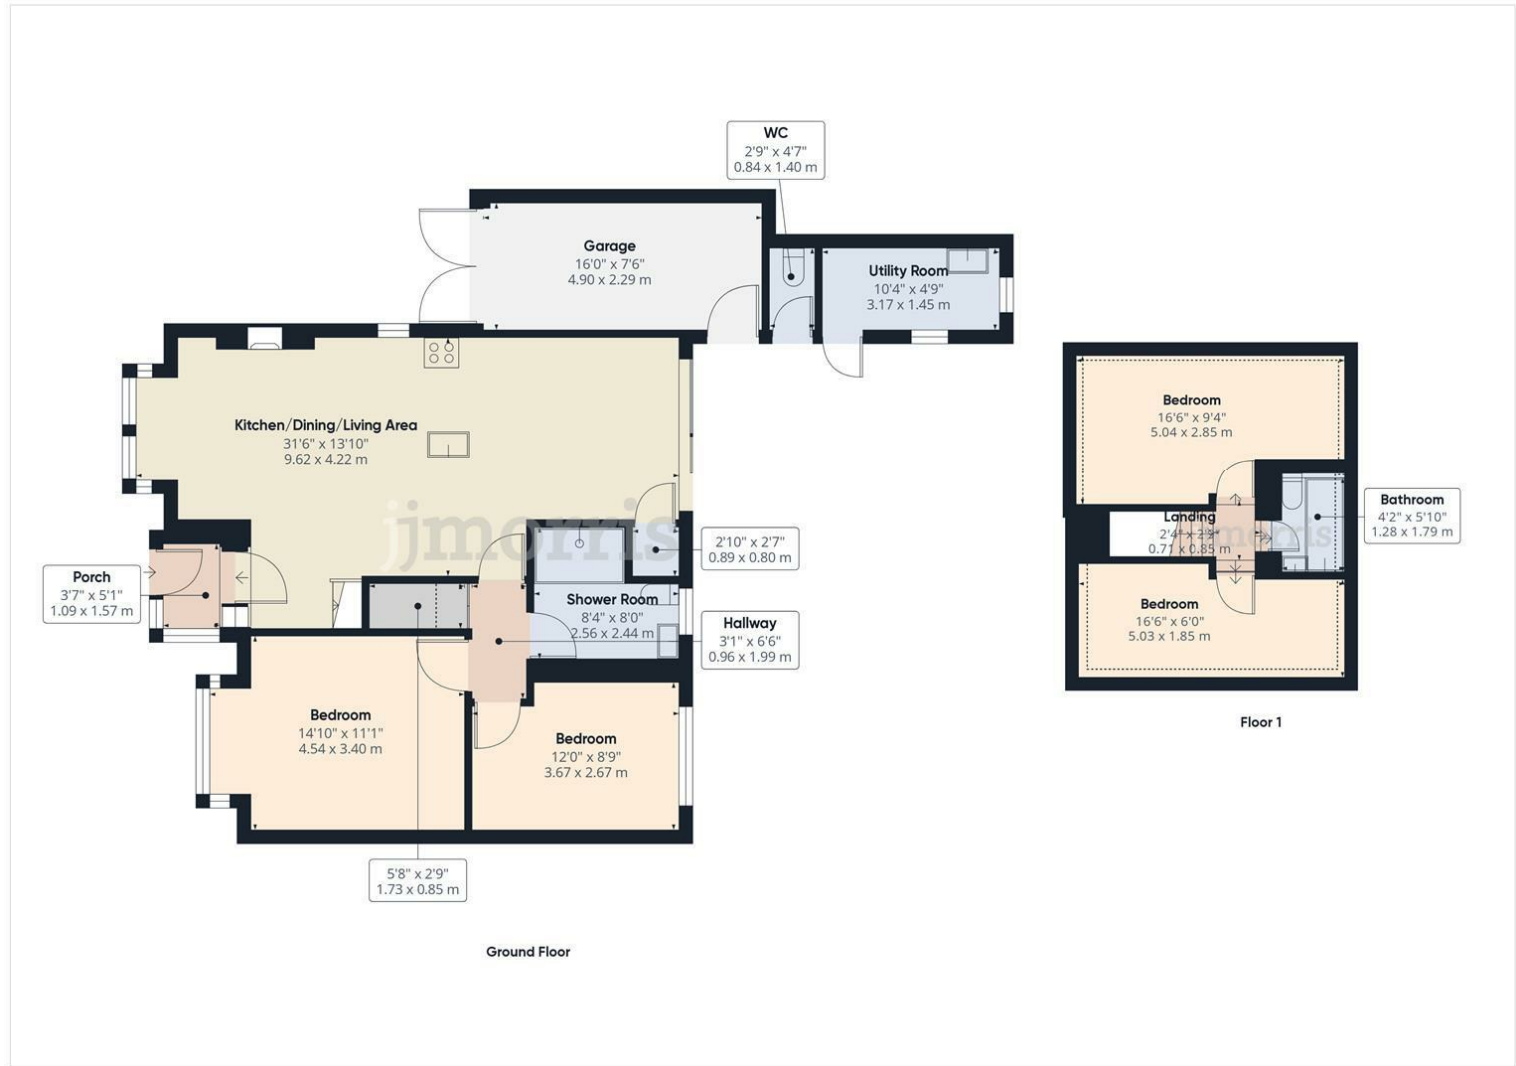 WC
2'9" x 4'7"
0.84 x 1.40 m
Garage
16'0" x 7'6"
4.90 x 2.29 m
Utility Room
10'4" x 4'9"
3.17 x 1.45 m
Kitchen/Dining/Living Area
31'6" x 13'10"
9.62 x 4.22 m
jjmorris
2'10" x 2'7"
0.89 x 0.80 m
Porch
3'7" x 5'1"
1.09 x 1.57 m
Shower Room
8'4" x 8'0"
2.56 x 2.44 m
Hallway
3'1" x 6'6"
0.96 x 1.99 m
Bedroom
14'10" x 11'1"
4.54 x 3.40 m
Bedroom
12'0" x 8'9"
3.67 x 2.67 m
5'8" x 2'9"
1.73 x 0.85 m
Ground Floor
Bedroom
16'6" x 9'4"
5.04 x 2.85 m
Landing
2'4" x
0.71 x 0.85 m
Bathroom
4'2" x 5'10"
1.28 x 1.79 m
Bedroom
16'6" x 6'0"
5.03 x 1.85 m
Floor 1